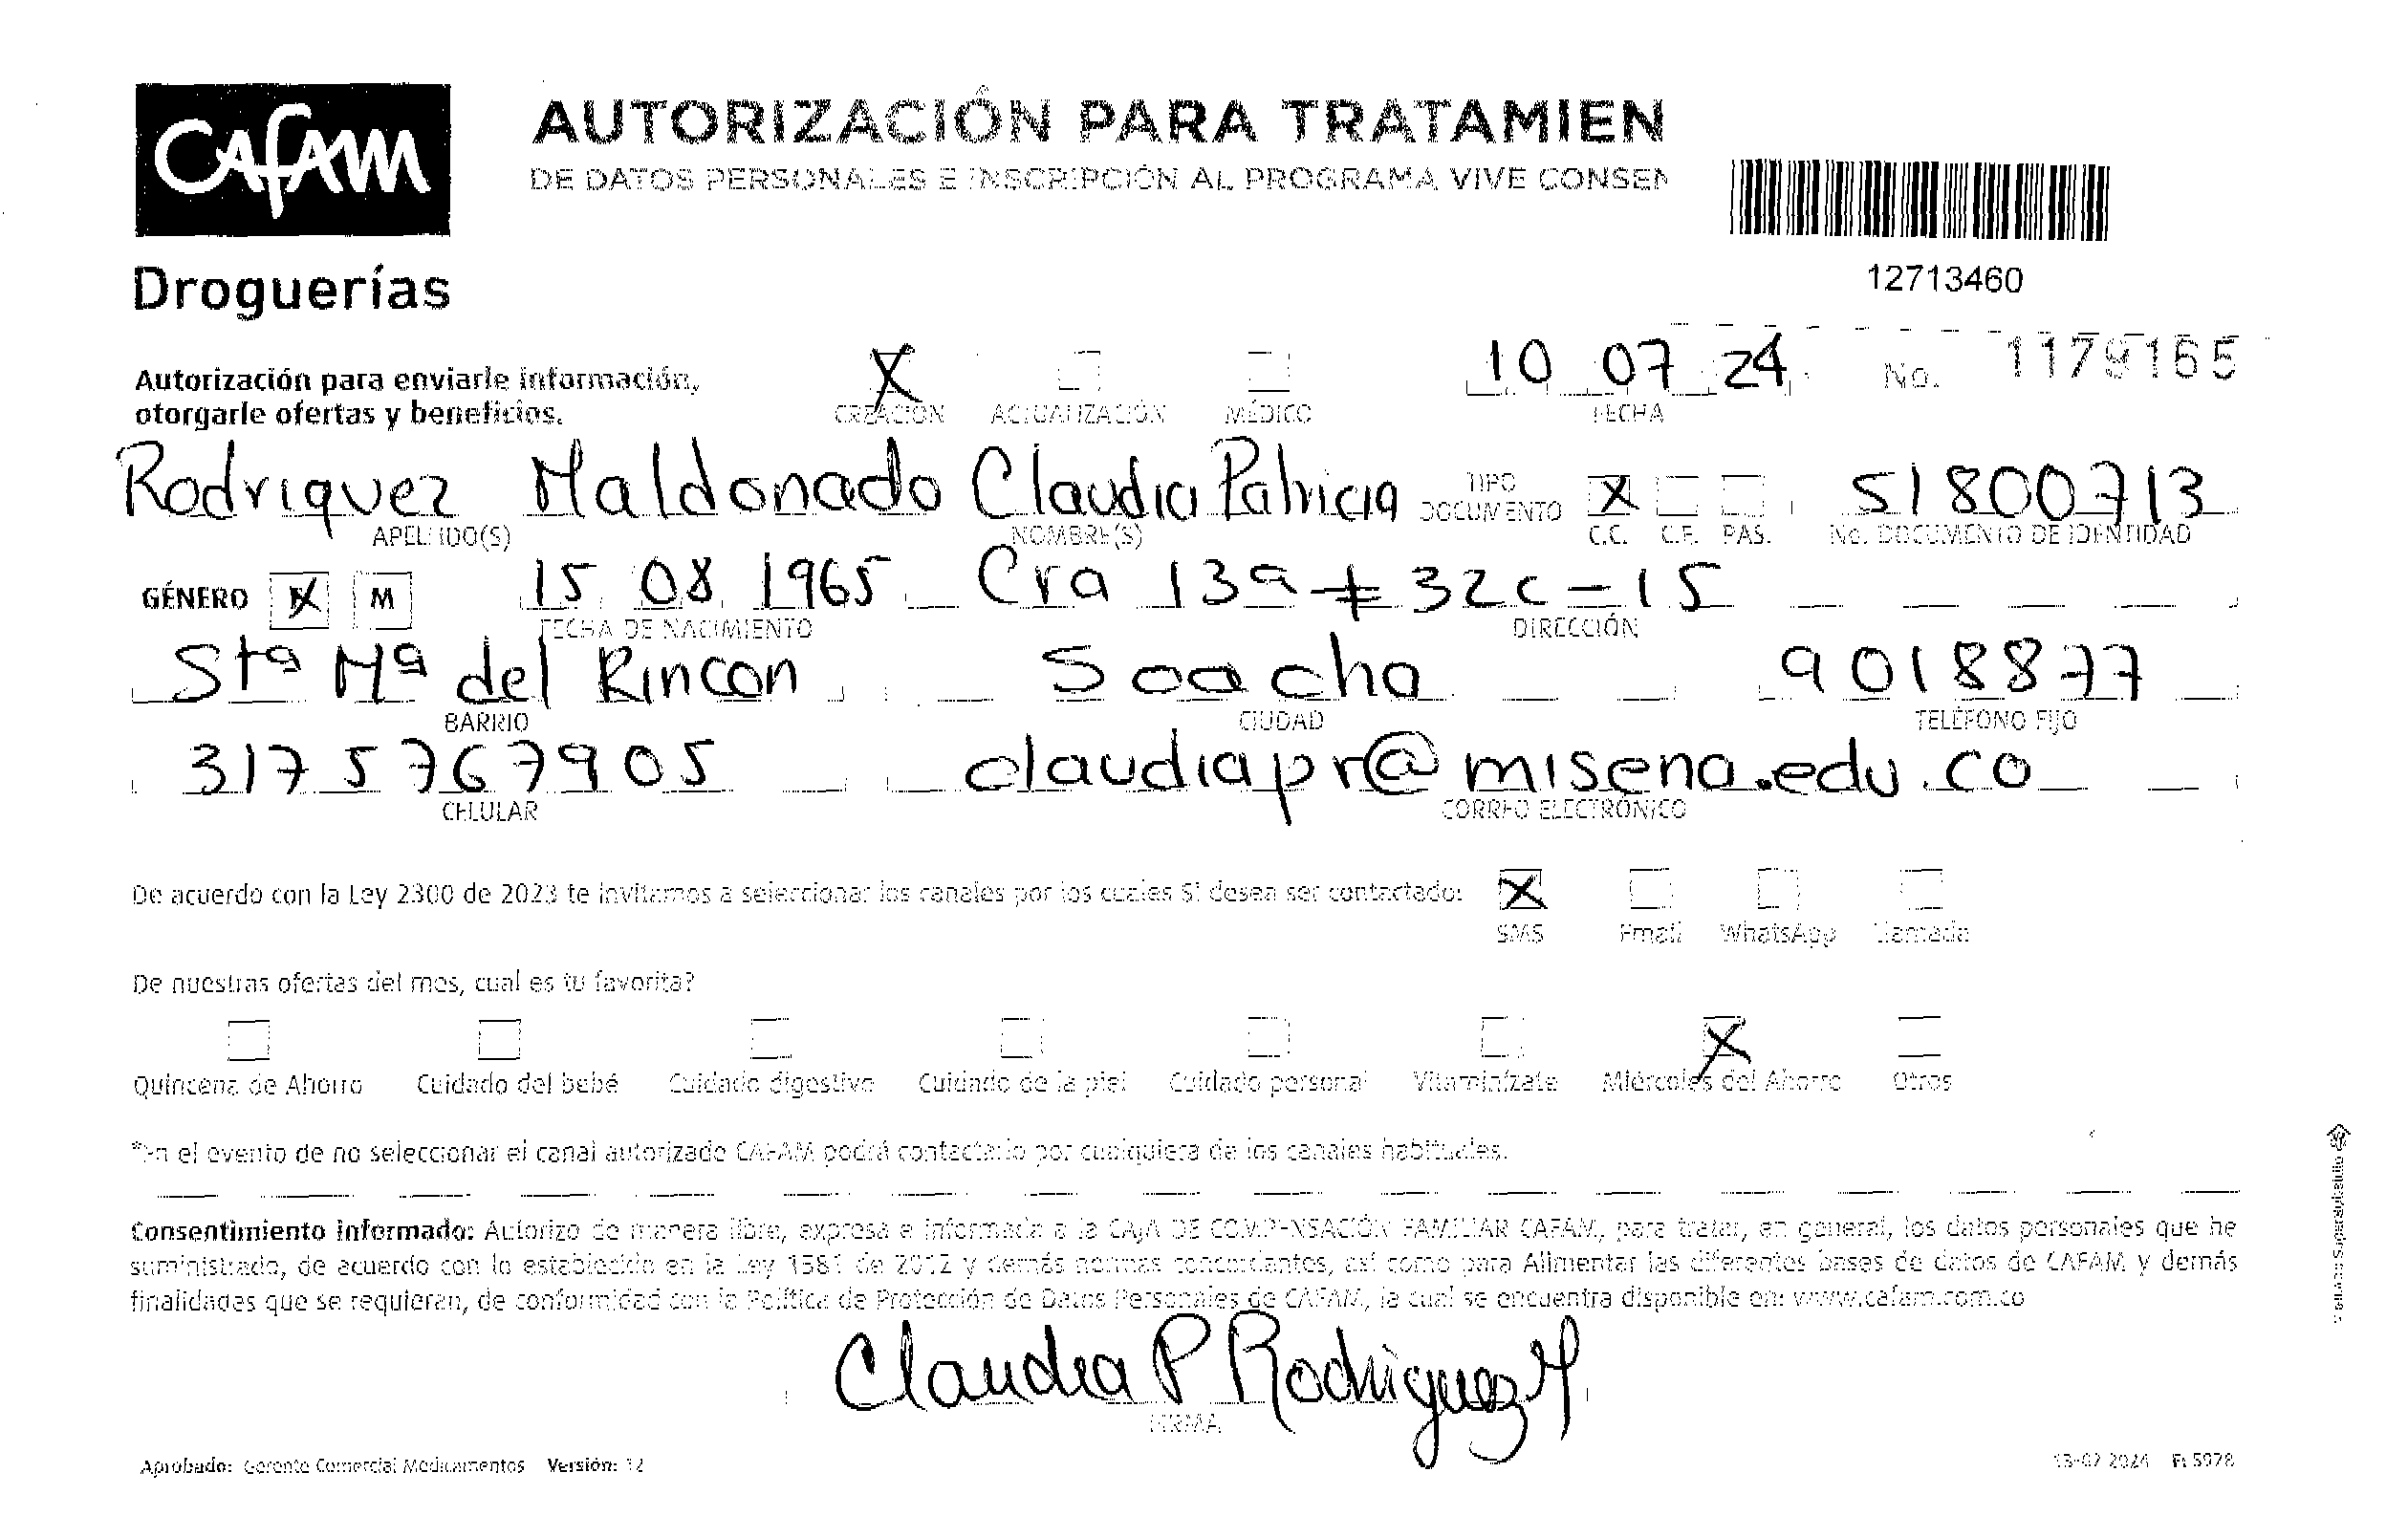 CAFAM
Droguerías
AUTORIZACIÓN PARA TRATAMIEN
DE DATOS PERSONALES E INSCRIPCIÓN AL PROGRAMA VIVE CONSEN
12713460
Autorización para enviarle información,
otorgarle ofertas y beneficios.
X CREACIÓN ACTUALIZACIÓN MÉDICO
10 07 24
FECHA
No. 1179165
Rodriquez Maldonado Claudia Patricia
APELLIDO(S) NOMBRE(S)
TIPO DOCUMENTO X C.C. C.E. PAS.
51800713
No. DOCUMENTO DE IDENTIDAD
GÉNERO F X M
15 08 1965
FECHA DE NACIMIENTO
Cra 13a # 32c - 15
DIRECCIÓN
Sta Ma del Rincon
BARRIO
Soacha
CIUDAD
9018877
TELÉFONO FIJO
3175767905
CELULAR
claudiapr@misena.edu.co
CORREO ELECTRÓNICO
De acuerdo con la Ley 2300 de 2023 te invitamos a seleccionar los canales por los cuales SI desea ser contactado:
X SMS Email WhatsApp Llamada
De nuestras ofertas del mes, cual es tu favorita?
Quincena de Ahorro Cuidado del bebé Cuidado digestivo Cuidado de la piel Cuidado personal Vitaminízate X Miércoles del Ahorro Otros
*En el evento de no seleccionar el canal autorizado CAFAM podrá contactarlo por cualquiera de los canales habituales.
Consentimiento informado: Autorizo de manera libre, expresa e informada a la CAJA DE COMPENSACIÓN FAMILIAR CAFAM, para tratar, en general, los datos personales que he
suministrado, de acuerdo con lo establecido en la Ley 1581 de 2012 y demás normas concordantes, así como para Alimentar las diferentes bases de datos de CAFAM y demás
finalidades que se requieran, de conformidad con la Política de Protección de Datos Personales de CAFAM, la cual se encuentra disponible en: www.cafam.com.co
Claudia P Rodriguez M.
FIRMA
Aprobado: Gerente Comercial Medicamentos Versión: 12
13-02-2024 Ft 5978